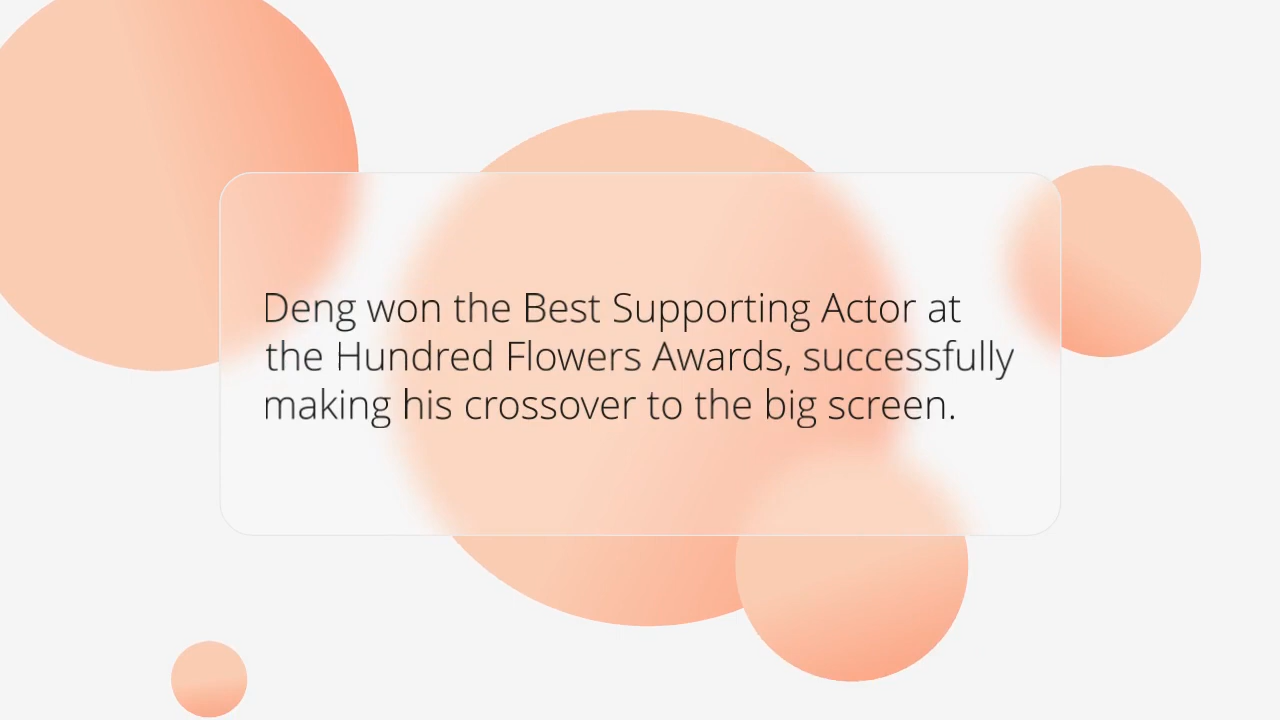 Deng won the Best Supporting Actor at
the Hundred Flowers Awards, successfully
making his crossover to the big screen.